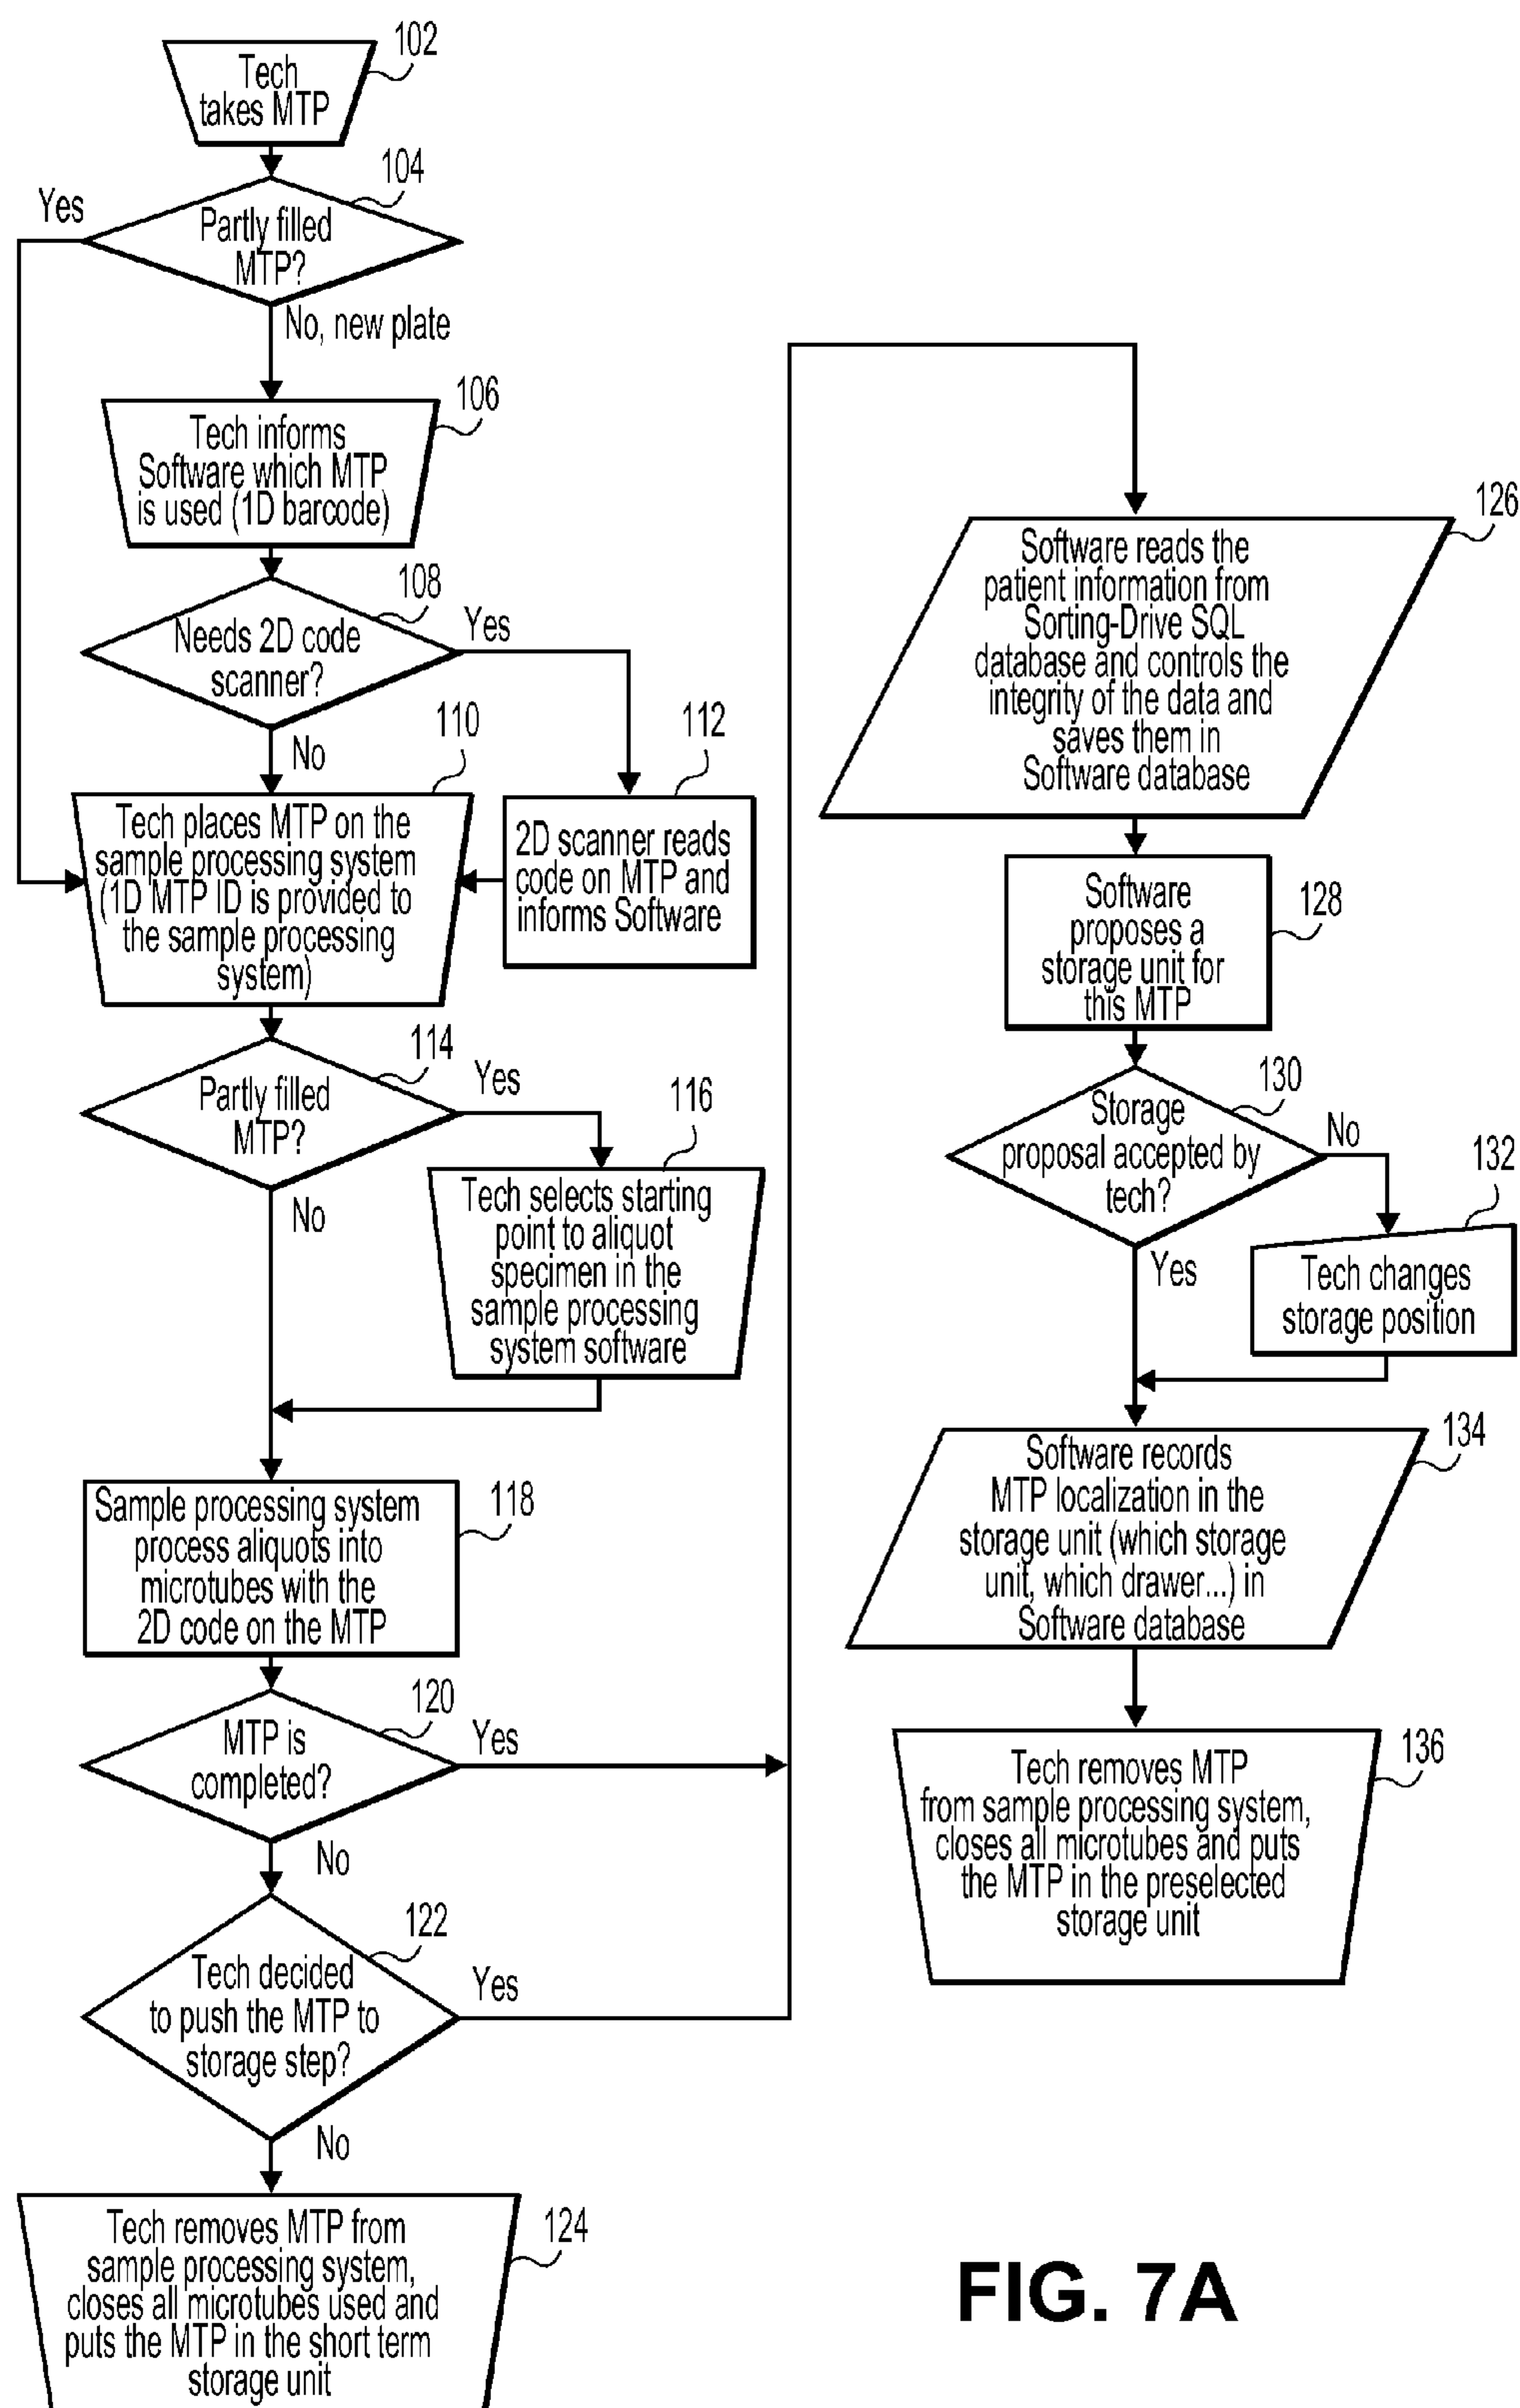 102
Tech
takes MTP
104
Yes
Partly filled
MTP?
No, new plate
106
Tech informs
Software which MTP
is used (1D barcode)
108
Needs 2D code
scanner?
Yes
No
110
Tech places MTP on the
sample processing system
(1D MTP ID is provided to
the sample processing
system)
112
2D scanner reads
code on MTP and
informs Software
114
Partly filled
MTP?
Yes
No
116
Tech selects starting
point to aliquot
specimen in the
sample processing
system software
118
Sample processing system
process aliquots into
microtubes with the
2D code on the MTP
120
MTP is
completed?
Yes
No
122
Tech decided
to push the MTP to
storage step?
Yes
No
124
Tech removes MTP from
sample processing system,
closes all microtubes used and
puts the MTP in the short term
storage unit
126
Software reads the
patient information from
Sorting-Drive SQL
database and controls the
integrity of the data and
saves them in
Software database
128
Software
proposes a
storage unit for
this MTP
130
Storage
proposal accepted by
tech?
No
Yes
132
Tech changes
storage position
134
Software records
MTP localization in the
storage unit (which storage
unit, which drawer...) in
Software database
136
Tech removes MTP
from sample processing system,
closes all microtubes and puts
the MTP in the preselected
storage unit
FIG. 7A